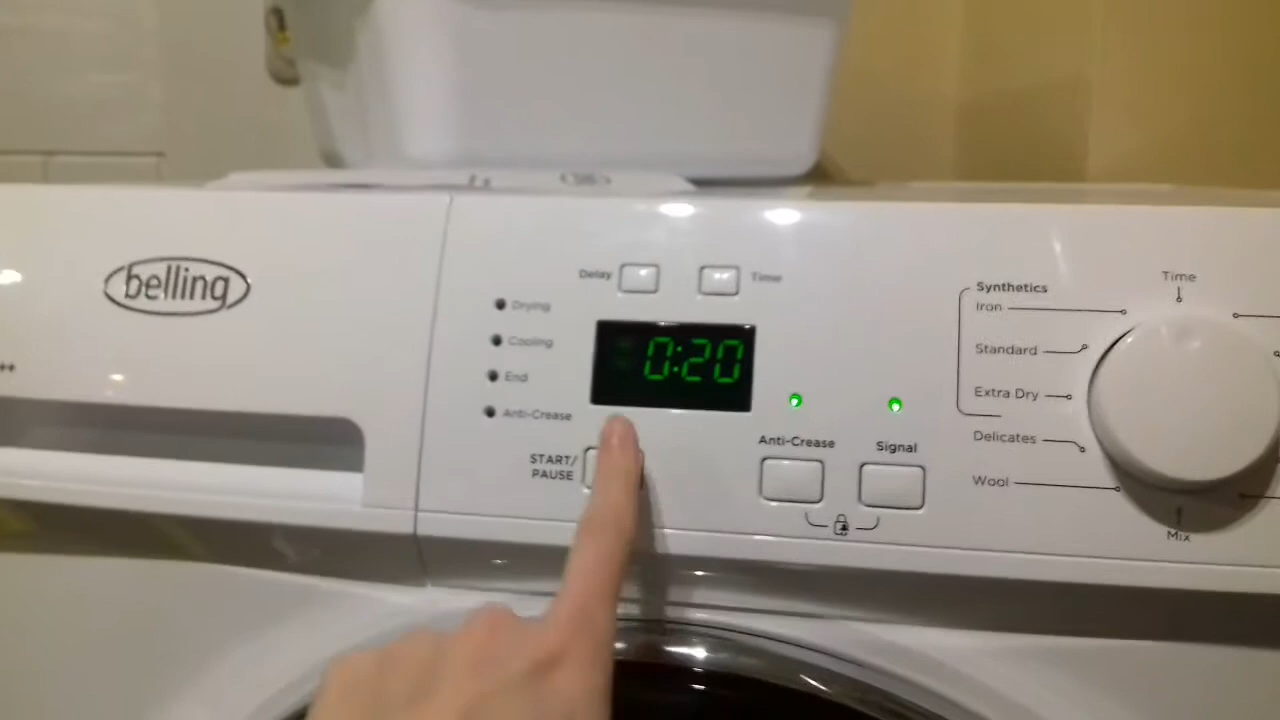 belling
++
Delay
Time
Drying
Cooling
End
Anti-Crease
0:20
START/
PAUSE
Anti-Crease
Signal
Synthetics
Iron
Standard
Extra Dry
Delicates
Wool
Time
Mix